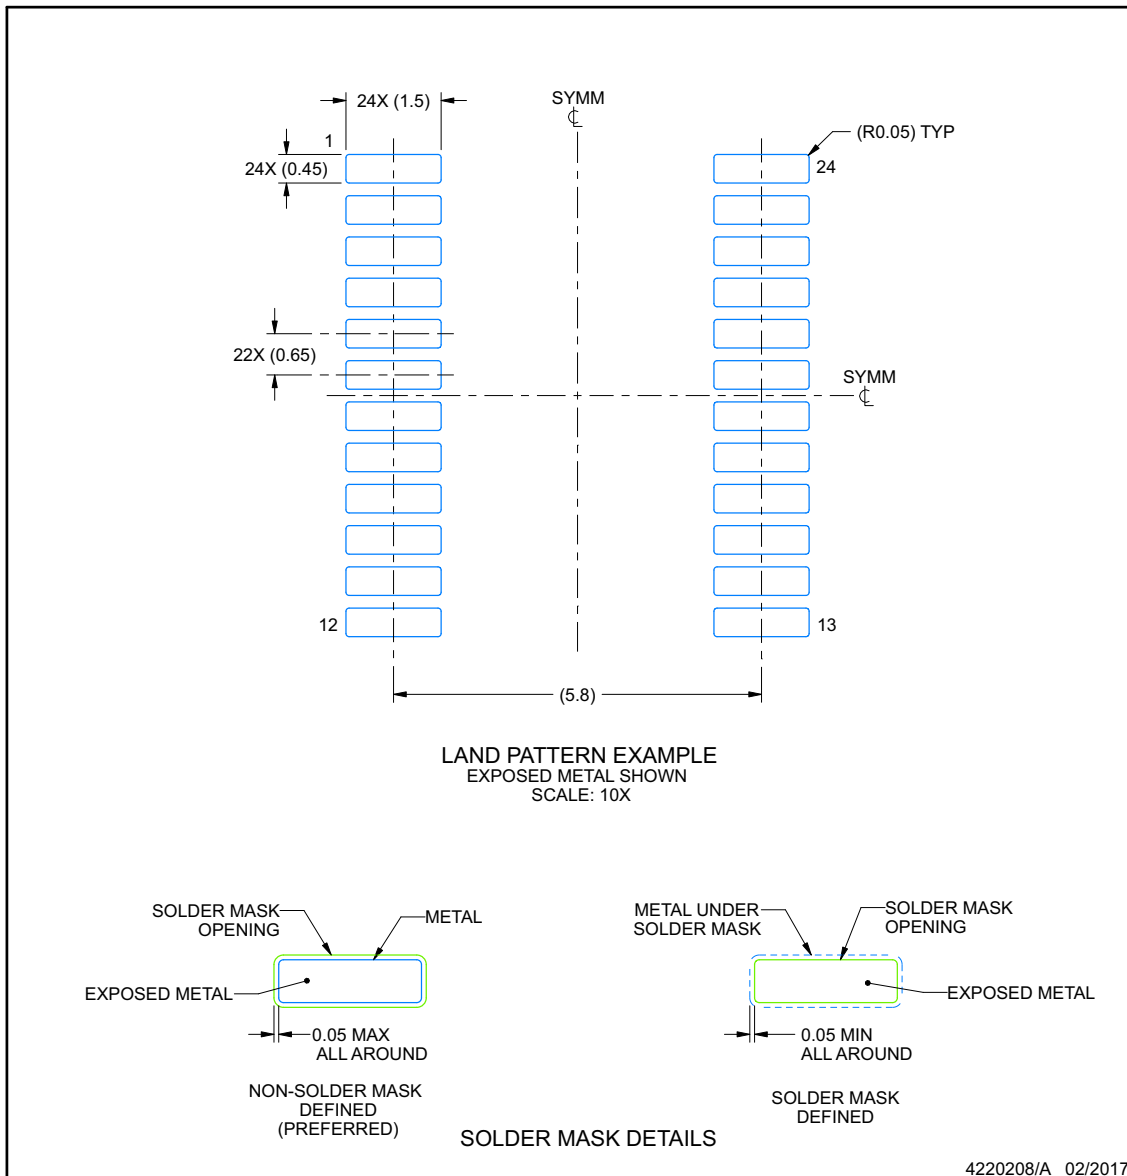 24X (1.5)
SYMM
℄
(R0.05) TYP
1
24X (0.45)
24
22X (0.65)
SYMM
℄
12
13
(5.8)
LAND PATTERN EXAMPLE
EXPOSED METAL SHOWN
SCALE: 10X
SOLDER MASK
OPENING
METAL
EXPOSED METAL
0.05 MAX
ALL AROUND
NON-SOLDER MASK
DEFINED
(PREFERRED)
METAL UNDER
SOLDER MASK
SOLDER MASK
OPENING
EXPOSED METAL
0.05 MIN
ALL AROUND
SOLDER MASK
DEFINED
SOLDER MASK DETAILS
4220208/A 02/2017